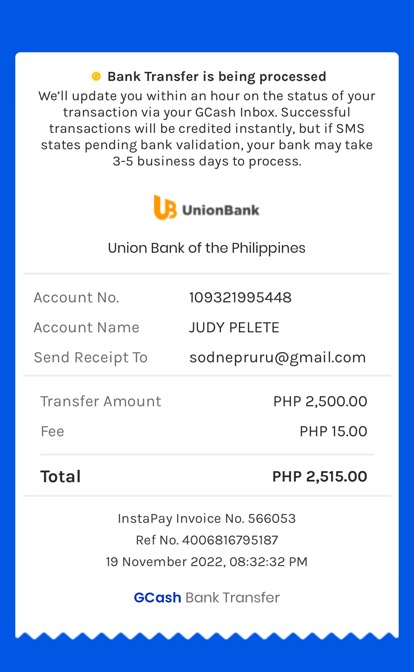 Bank Transfer is being processed
We’ll update you within an hour on the status of your
transaction via your GCash Inbox. Successful
transactions will be credited instantly, but if SMS
states pending bank validation, your bank may take
3-5 business days to process.
UB UnionBank
Union Bank of the Philippines
Account No. 109321995448
Account Name JUDY PELETE
Send Receipt To sodnepruru@gmail.com
Transfer Amount PHP 2,500.00
Fee PHP 15.00
Total PHP 2,515.00
InstaPay Invoice No. 566053
Ref No. 4006816795187
19 November 2022, 08:32:32 PM
GCash Bank Transfer